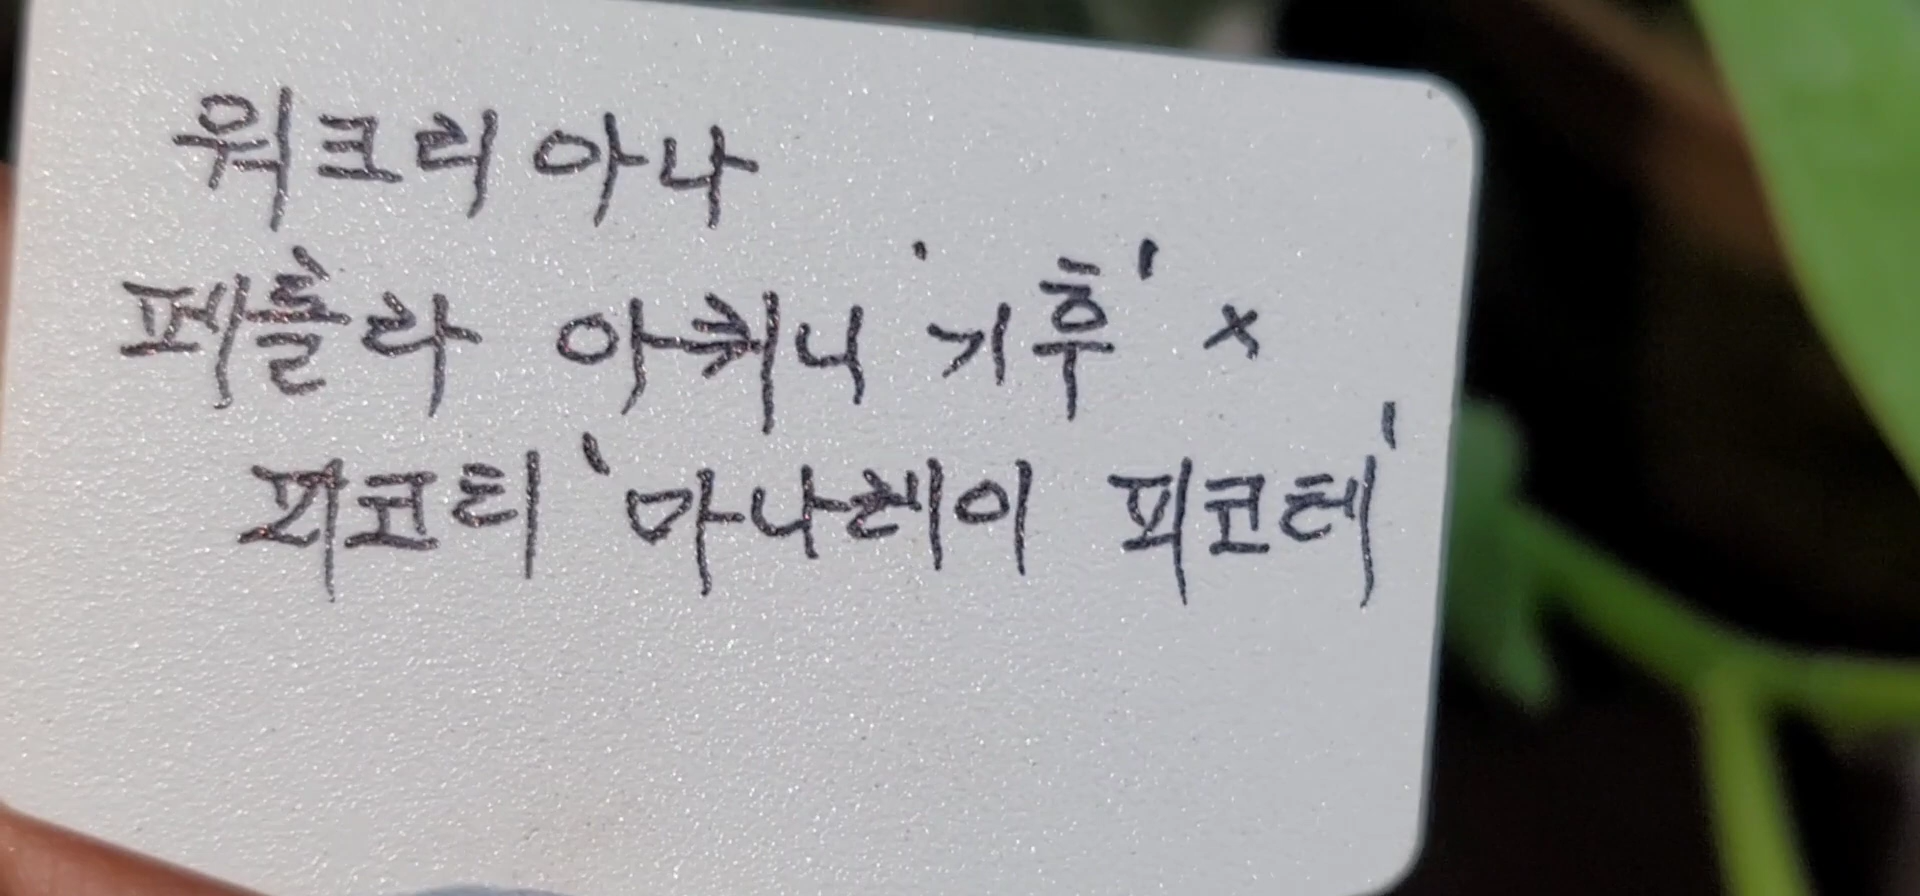 워크리아나
페튤라 아쿼니 '기후' ×
피코티 '마나레이 피코테'